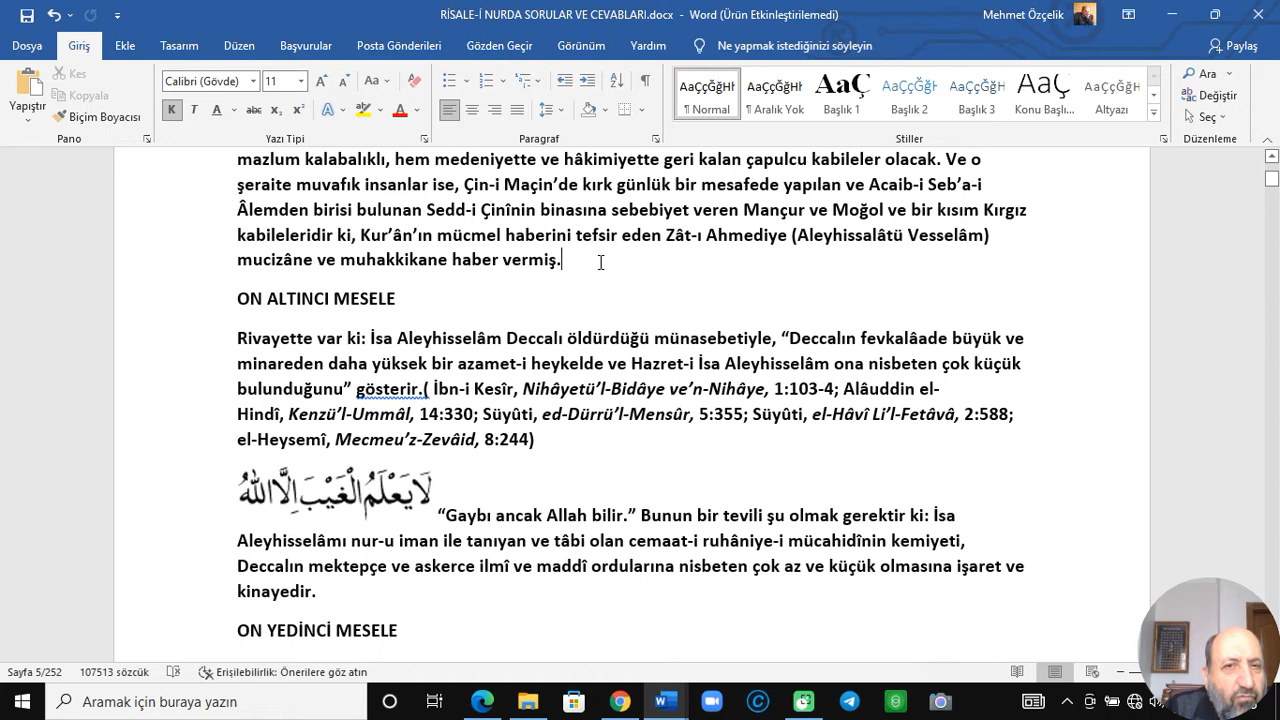 RİSALE-İ NURDA SORULAR VE CEVABLARI.docx - Word (Ürün Etkinleştirilemedi)
Mehmet Özçelik
Dosya Giriş Ekle Tasarım Düzen Başvurular Posta Gönderileri Gözden Geçir Görünüm Yardım Ne yapmak istediğinizi söyleyin Paylaş
Yapıştır
Kes
Kopyala
Biçim Boyacısı
Calibri (Gövde) 11
Aa
K T A abc x₂ x² A A
AaÇçĞğH AaÇçĞğH AaÇ AaÇçĞğ AaÇçĞğH AaÇçĞ AaÇçĞğH
¶ Normal ¶ Aralık Yok Başlık 1 Başlık 2 Başlık 3 Konu Başlı... Altyazı
Ara
Değiştir
Seç
Pano Yazı Tipi Paragraf Stiller Düzenleme
mazlum kalabalıklı, hem medeniyette ve hâkimiyette geri kalan çapulcu kabileler olacak. Ve o
şeraite muvafık insanlar ise, Çin-i Maçin’de kırk günlük bir mesafede yapılan ve Acaib-i Seb’a-i
Âlemden birisi bulunan Sedd-i Çinînin binasına sebebiyet veren Mançur ve Moğol ve bir kısım Kırgız
kabileleridir ki, Kur’ân’ın mücmel haberini tefsir eden Zât-ı Ahmediye (Aleyhissalâtü Vesselâm)
mucizâne ve muhakkikane haber vermiş.
ON ALTINCI MESELE
Rivayette var ki: İsa Aleyhisselâm Deccalı öldürdüğü münasebetiyle, “Deccalın fevkalâade büyük ve
minareden daha yüksek bir azamet-i heykelde ve Hazret-i İsa Aleyhisselâm ona nisbeten çok küçük
bulunduğunu” gösterir.( İbn-i Kesîr, Nihâyetü’l-Bidâye ve’n-Nihâye, 1:103-4; Alâuddin el-
Hindî, Kenzü’l-Ummâl, 14:330; Süyûti, ed-Dürrü’l-Mensûr, 5:355; Süyûti, el-Hâvî Li’l-Fetâvâ, 2:588;
el-Heysemî, Mecmeu’z-Zevâid, 8:244)
لَا يَعْلَمُ الْغَيْبَ اِلَّا اللهُ “Gaybı ancak Allah bilir.” Bunun bir tevili şu olmak gerektir ki: İsa
Aleyhisselâmı nur-u iman ile tanıyan ve tâbi olan cemaat-i ruhâniye-i mücahidînin kemiyeti,
Deccalın mektepçe ve askerce ilmî ve maddî ordularına nisbeten çok az ve küçük olmasına işaret ve
kinayedir.
ON YEDİNCİ MESELE
Sayfa 5/252 107513 sözcük Erişilebilirlik: Önerilere göz atın
Aramak için buraya yazın